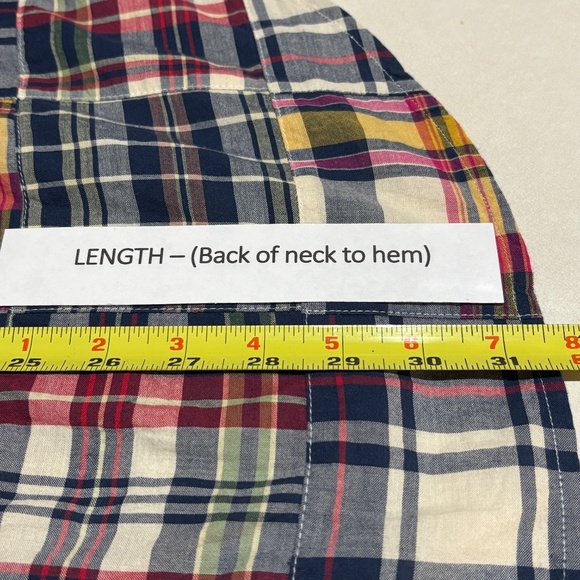 LENGTH – (Back of neck to hem)
1 2 3 4 5 6 7 8
25 26 27 28 29 30 31